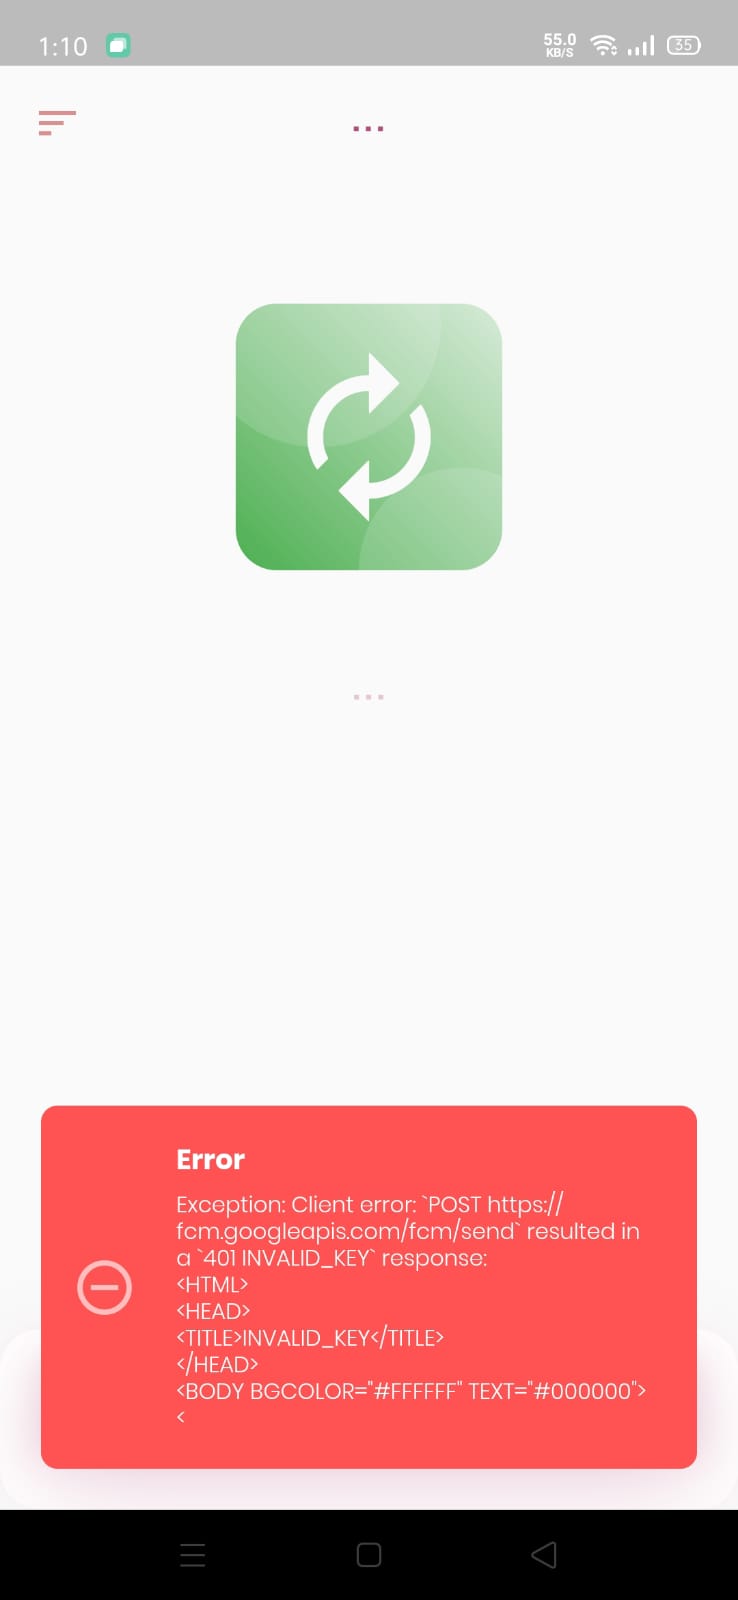 1:10
55.0
KB/S
35
...
...
Error
Exception: Client error: `POST https://
fcm.googleapis.com/fcm/send` resulted in
a `401 INVALID_KEY` response:
<HTML>
<HEAD>
<TITLE>INVALID_KEY</TITLE>
</HEAD>
<BODY BGCOLOR="#FFFFFF" TEXT="#000000">
<